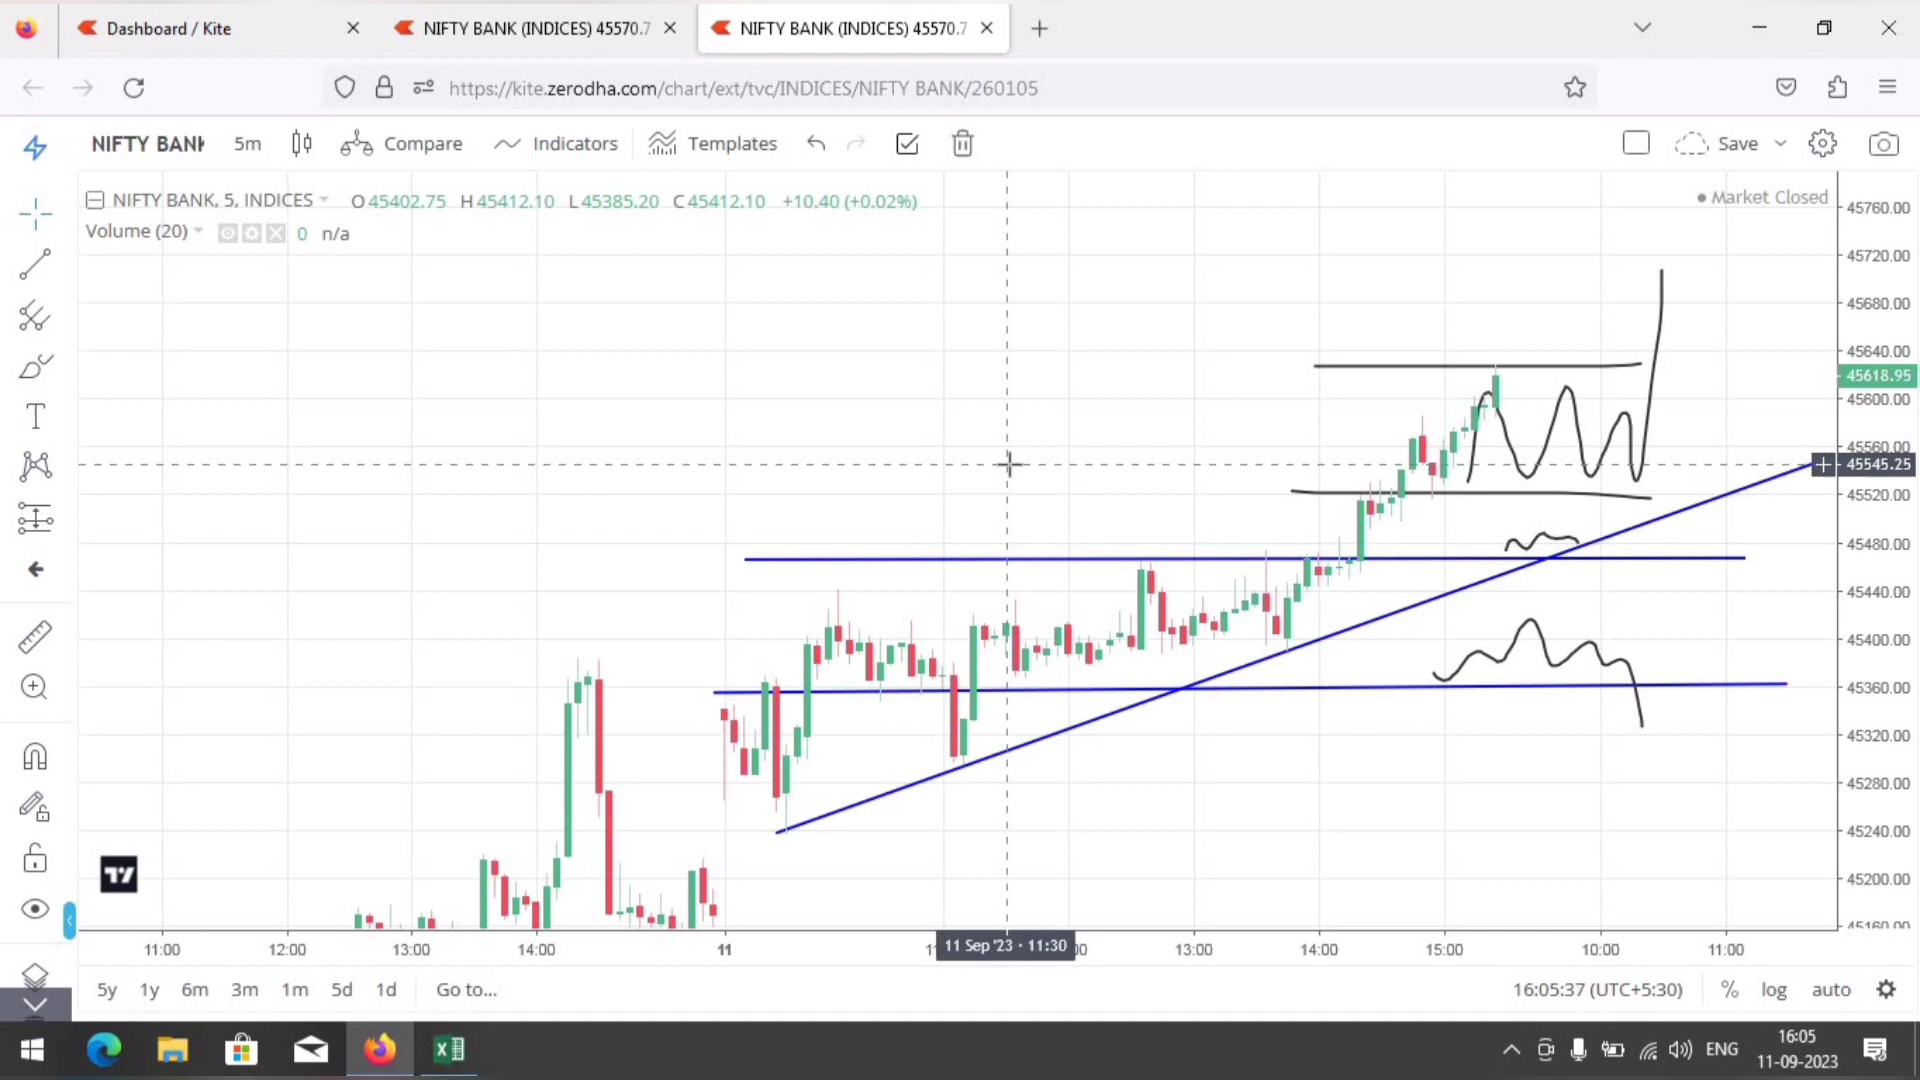 Dashboard / Kite
NIFTY BANK (INDICES) 45570.7
NIFTY BANK (INDICES) 45570.7
https://kite.zerodha.com/chart/ext/tvc/INDICES/NIFTY BANK/260105
NIFTY BANK 5m Compare Indicators Templates Save
NIFTY BANK, 5, INDICES O45402.75 H45412.10 L45385.20 C45412.10 +10.40 (+0.02%)
Market Closed
Volume (20) 0 n/a
45760.00
45720.00
45680.00
45640.00
45618.95
45600.00
45560.00
45545.25
45520.00
45480.00
45440.00
45400.00
45360.00
45320.00
45280.00
45240.00
45200.00
45160.00
11:00 12:00 13:00 14:00 11 11 Sep '23 · 11:30 13:00 14:00 15:00 10:00 11:00
5y 1y 6m 3m 1m 5d 1d Go to... 16:05:37 (UTC+5:30) % log auto
ENG
16:05
11-09-2023